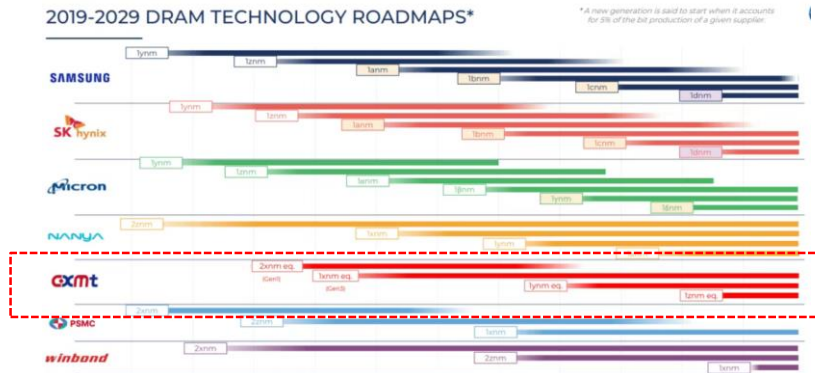 2019-2029 DRAM TECHNOLOGY ROADMAPS*
* A new generation is said to start when it accounts
for 5% of the bit production of a given supplier.
SAMSUNG
1ynm
1znm
1anm
1bnm
1cnm
1dnm
SK hynix
1ynm
1znm
1anm
1bnm
1cnm
1dnm
Micron
1ynm
1znm
1αnm
1βnm
1γnm
1δnm
NANYA
2xnm
1xnm
1ynm
CXMT
2xnm eq.
(Gen1)
1xnm eq.
(Gen3)
1ynm eq.
1znm eq.
PSMC
2xnm
2znm
1xnm
winbond
2xnm
2znm
1xnm